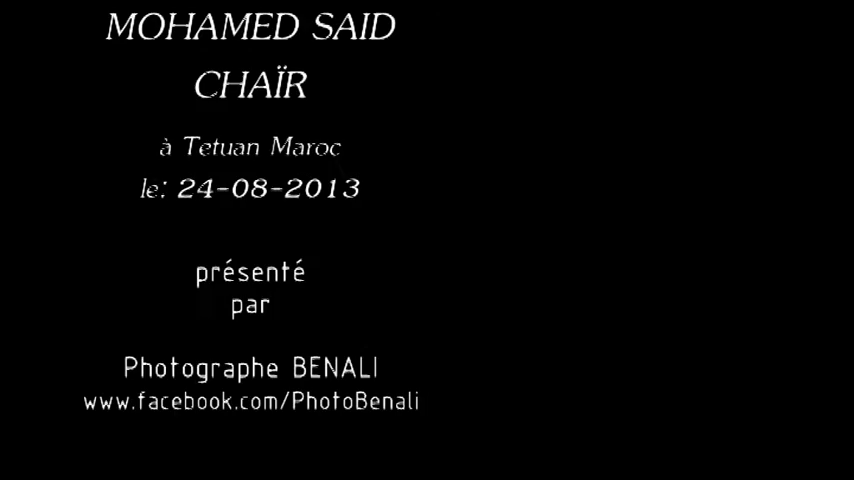 MOHAMED SAID
CHAÏR
à Tetuan Maroc
le: 24-08-2013
présenté
par
Photographe BENALI
www.facebook.com/PhotoBenali